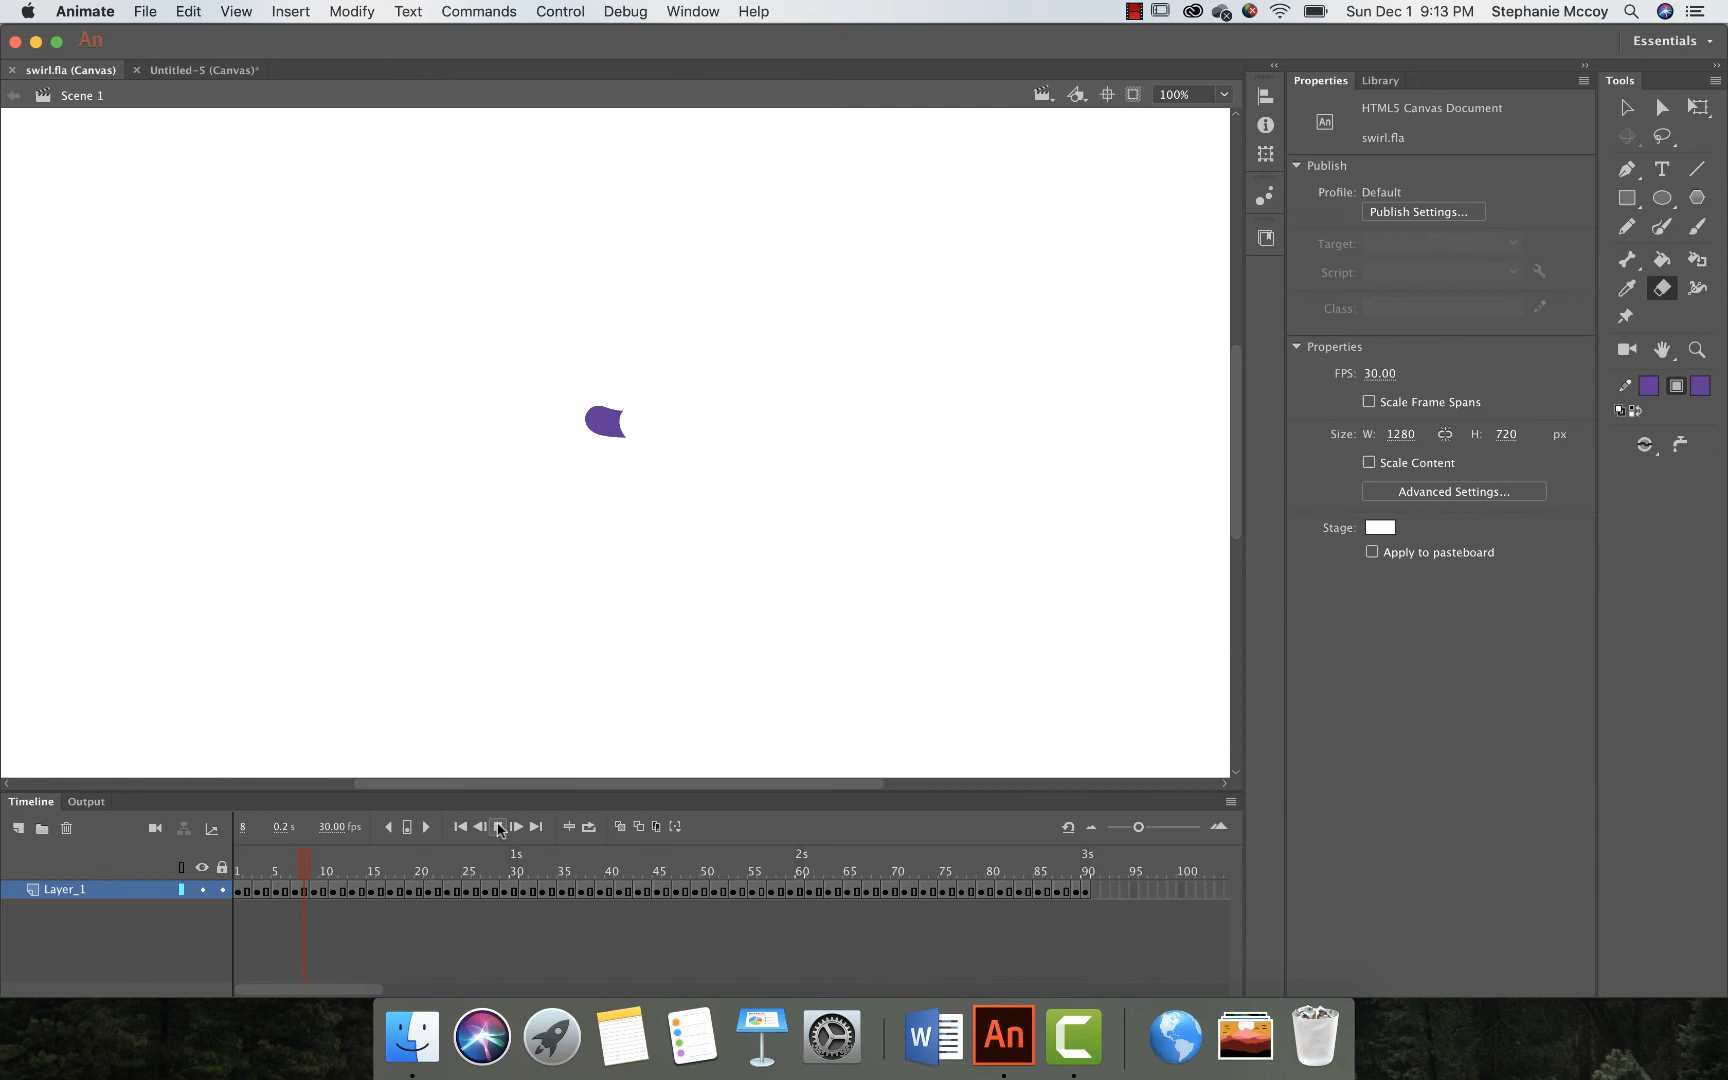 Animate File Edit View Insert Modify Text Commands Control Debug Window Help Sun Dec 1 9:13 PM Stephanie Mccoy
An Essentials
swirl.fla (Canvas) Untitled-5 (Canvas)*
Scene 1 100%
Properties Library
Tools
An HTML5 Canvas Document
swirl.fla
Publish
Profile: Default
Publish Settings...
Target:
Script:
Class:
Properties
FPS: 30.00
Scale Frame Spans
Size: W: 1280 H: 720 px
Scale Content
Advanced Settings...
Stage:
Apply to pasteboard
T
Timeline Output
8 0.2 s 30.00 fps
1s 2s 3s
1 5 10 15 20 25 30 35 40 45 50 55 60 65 70 75 80 85 90 95 100
Layer_1
W An C